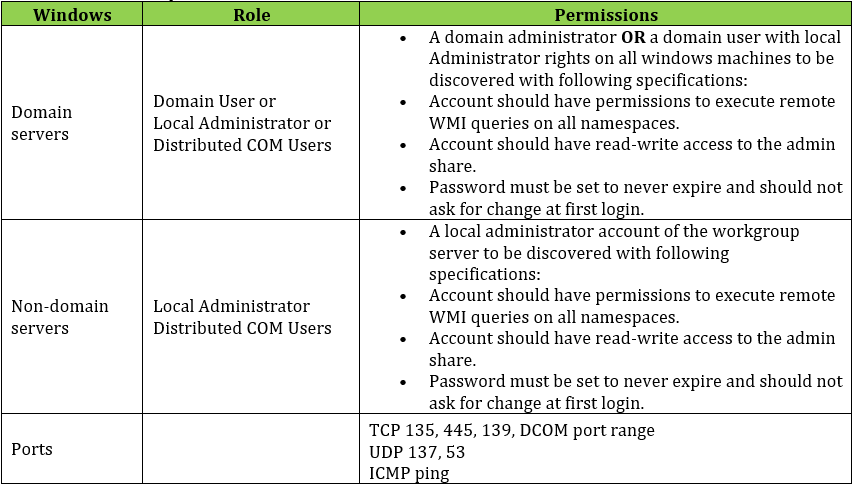 Windows Role Permissions
Domain
servers
Domain User or
Local Administrator or
Distributed COM Users
• A domain administrator OR a domain user with local
Administrator rights on all windows machines to be
discovered with following specifications:
• Account should have permissions to execute remote
WMI queries on all namespaces.
• Account should have read-write access to the admin
share.
• Password must be set to never expire and should not
ask for change at first login.
Non-domain
servers
Local Administrator
Distributed COM Users
• A local administrator account of the workgroup
server to be discovered with following
specifications:
• Account should have permissions to execute remote
WMI queries on all namespaces.
• Account should have read-write access to the admin
share.
• Password must be set to never expire and should not
ask for change at first login.
Ports
TCP 135, 445, 139, DCOM port range
UDP 137, 53
ICMP ping